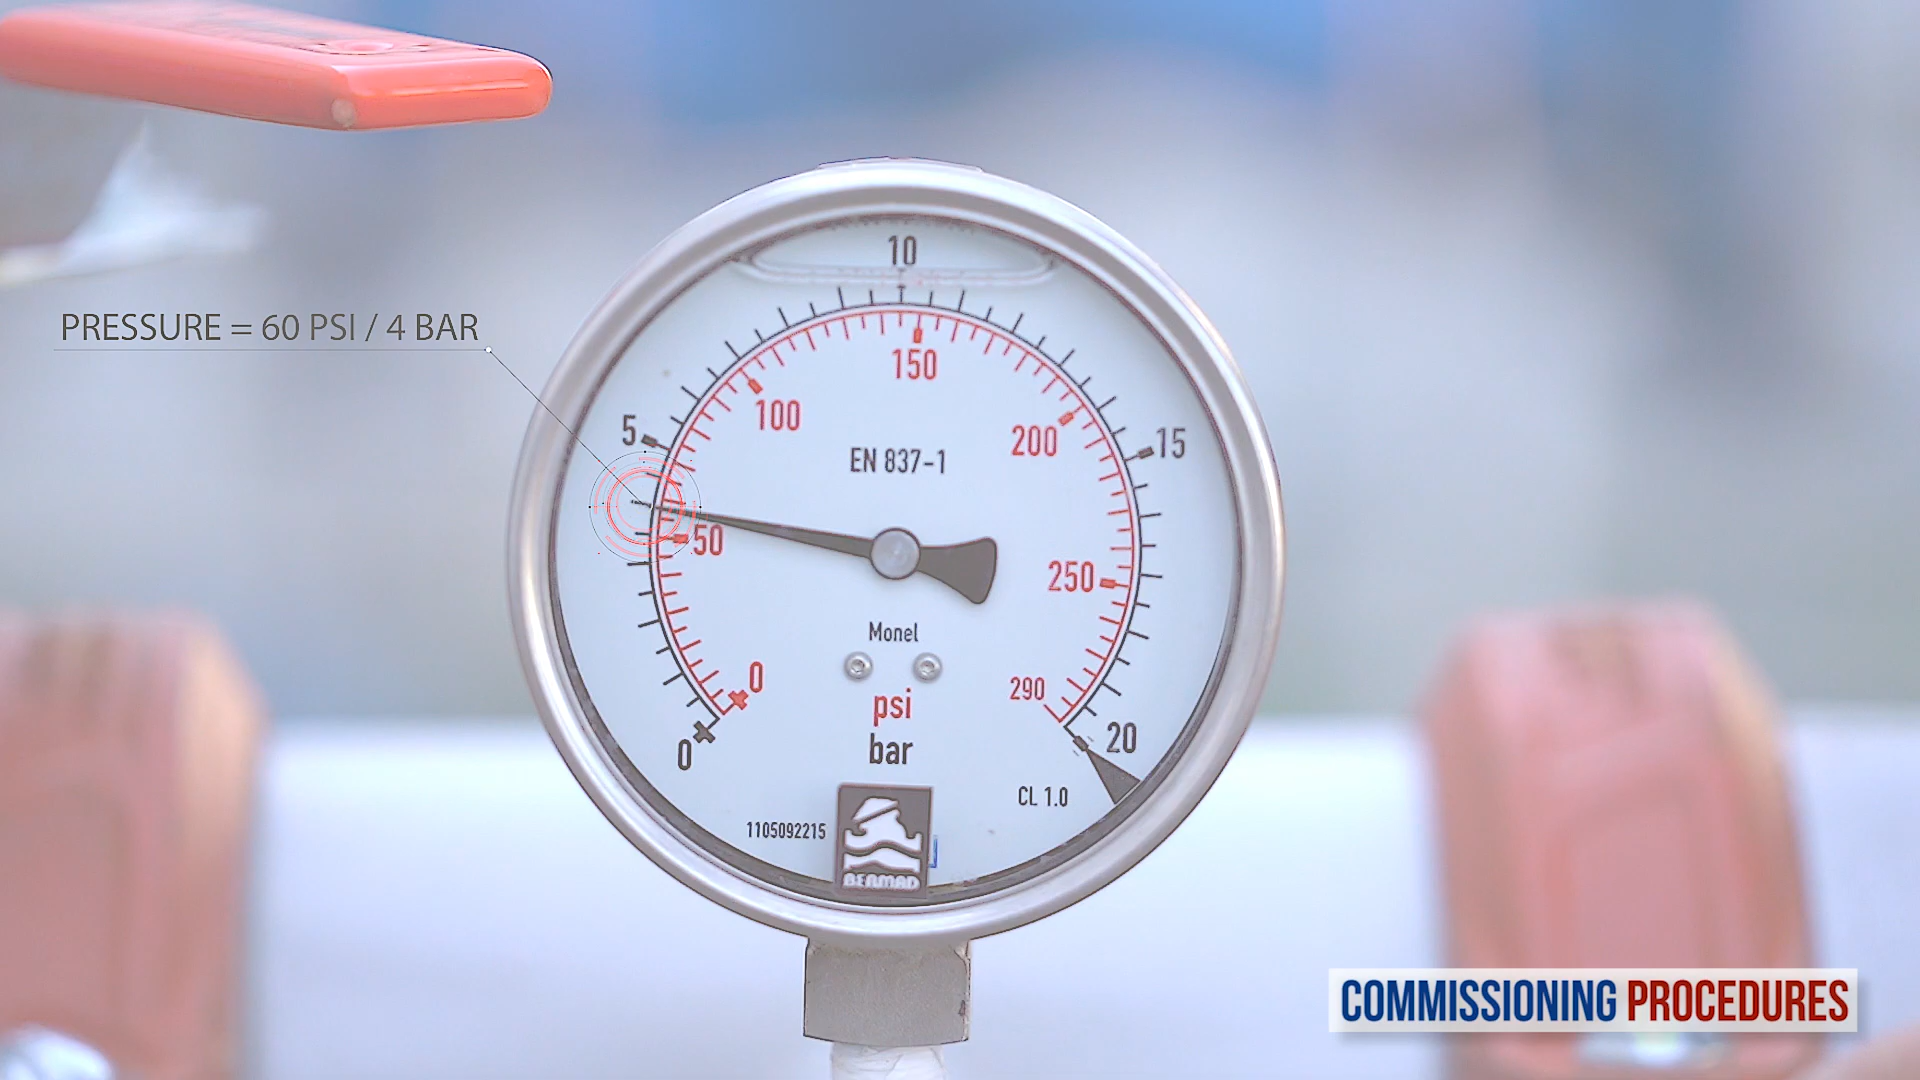 PRESSURE = 60 PSI / 4 BAR
10
150
100
5
200
15
EN 837-1
50
250
Monel
0
290
psi
0
20
bar
CL 1.0
1105092215
BERMAD
COMMISSIONING PROCEDURES